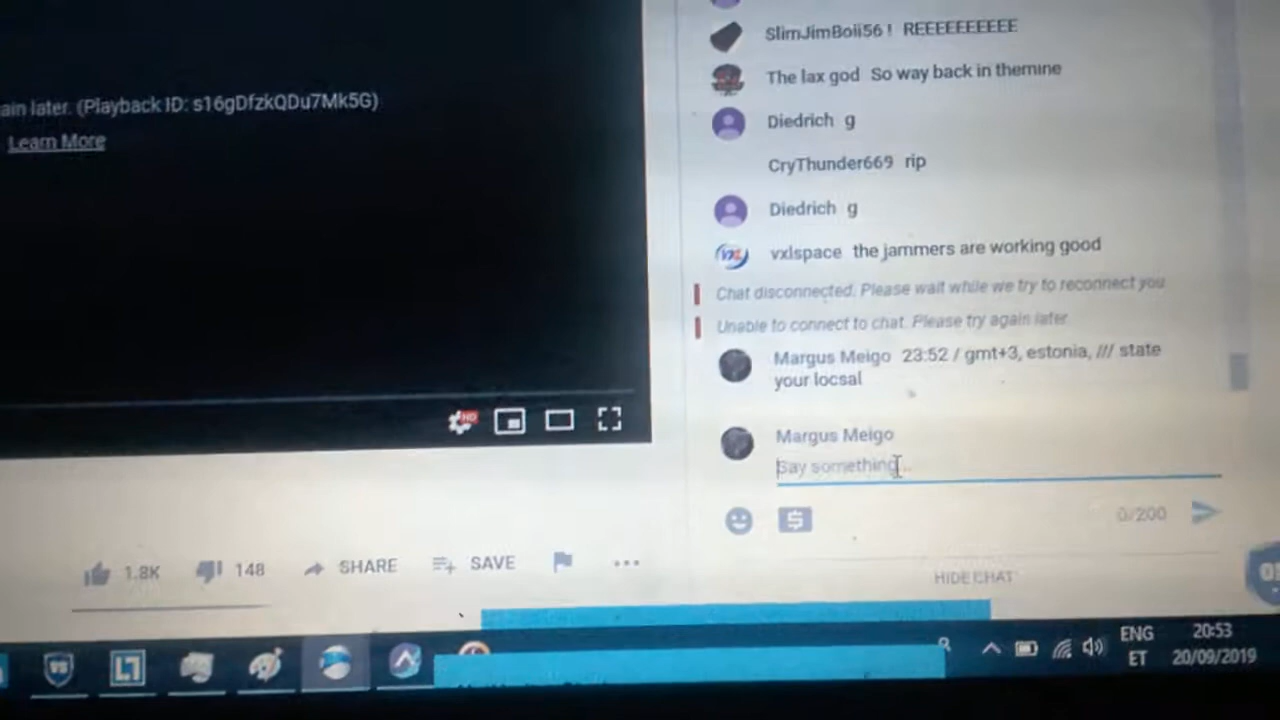 SlimJimBoii56 ! REEEEEEEEEE
The lax god So way back in themine
ain later. (Playback ID: s16gDfzkQDu7Mk5G)
Learn More
Diedrich g
CryThunder669 rip
Diedrich g
vxlspace the jammers are working good
Chat disconnected. Please wait while we try to reconnect you
Unable to connect to chat. Please try again later
Margus Meigo 23:52 / gmt+3, estonia, /// state
your locsal
HD
Margus Meigo
Say something...
0/200
1.8K
148
SHARE
SAVE
HIDE CHAT
ENG
ET
20:53
20/09/2019